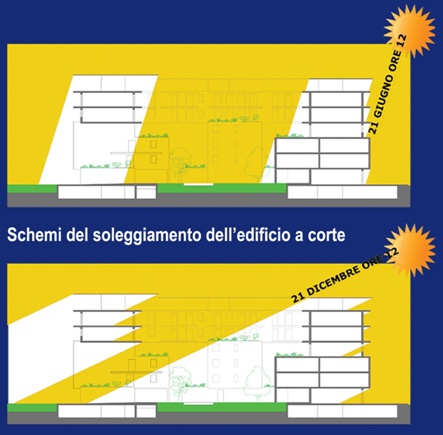 21 GIUGNO ORE 12
Schemi del soleggiamento dell'edificio a corte
21 DICEMBRE ORE 12